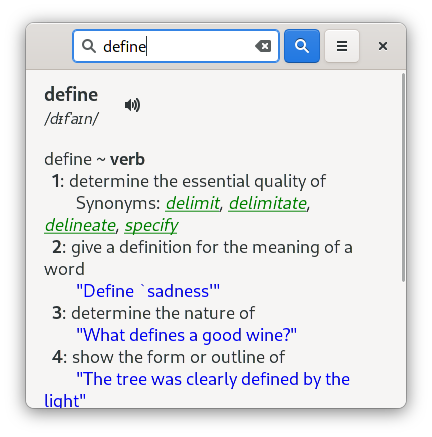 define
define
/dɪfaɪn/
define ~ verb
1: determine the essential quality of
Synonyms: delimit, delimitate,
delineate, specify
2: give a definition for the meaning of a
word
"Define `sadness'"
3: determine the nature of
"What defines a good wine?"
4: show the form or outline of
"The tree was clearly defined by the
light"